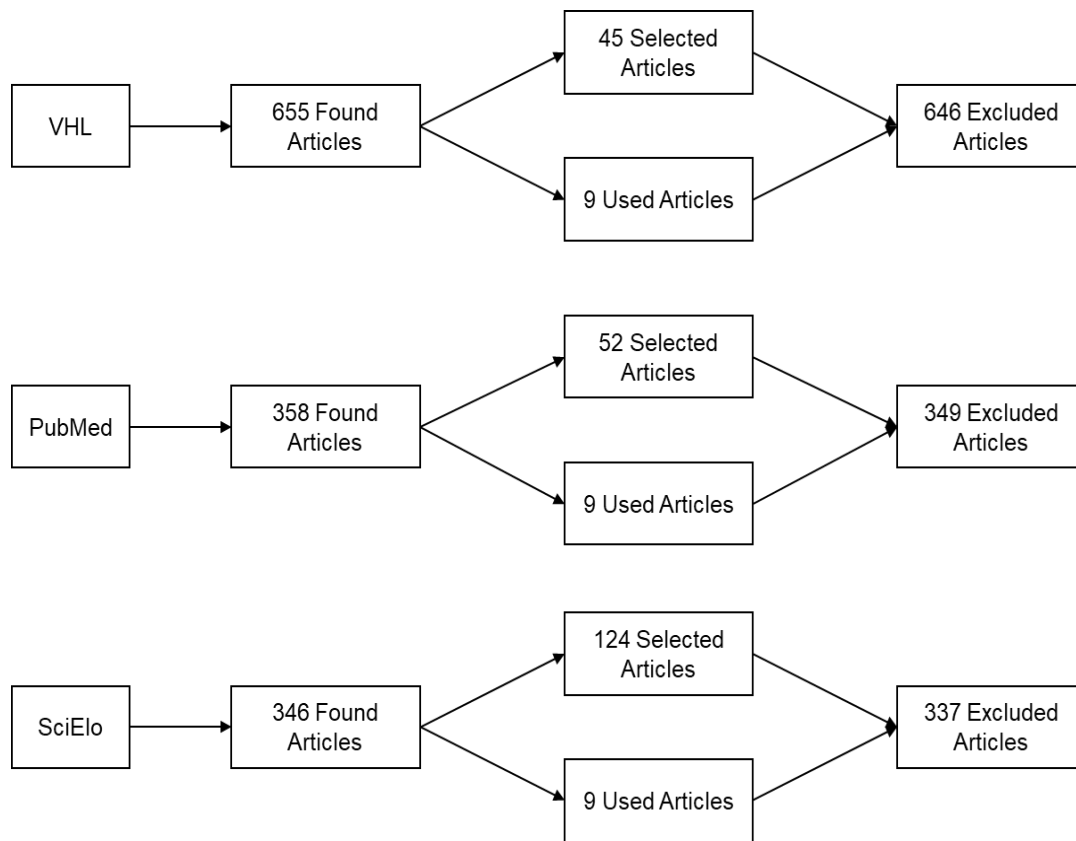 45 Selected
Articles
VHL
655 Found
Articles
646 Excluded
Articles
9 Used Articles
52 Selected
Articles
PubMed
358 Found
Articles
349 Excluded
Articles
9 Used Articles
124 Selected
Articles
SciElo
346 Found
Articles
337 Excluded
Articles
9 Used Articles